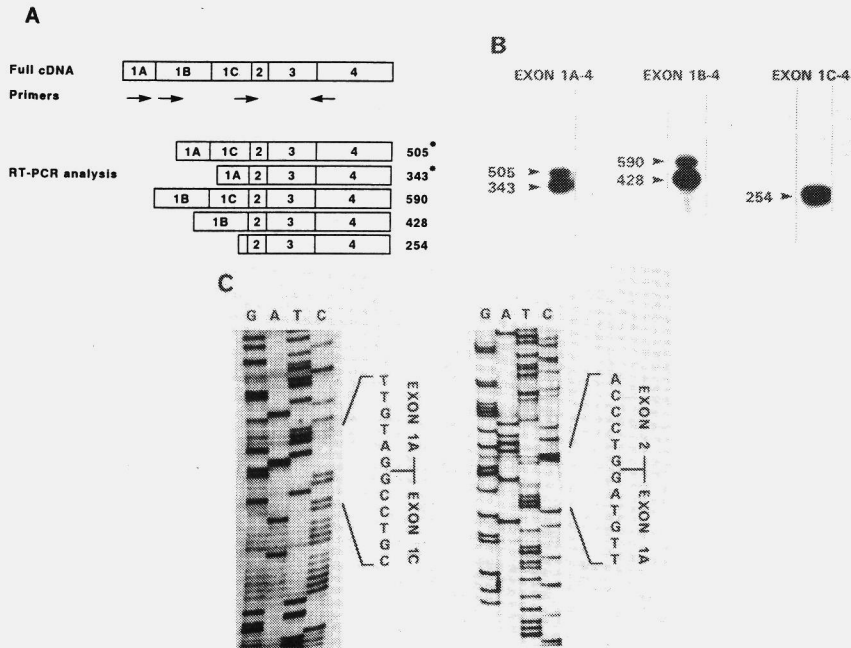 A
Full cDNA
1A 1B 1C 2 3 4
Primers
RT-PCR analysis
1A 1C 2 3 4 505*
1A 2 3 4 343*
1B 1C 2 3 4 590
1B 2 3 4 428
2 3 4 254
B
EXON 1A-4
EXON 1B-4
EXON 1C-4
505
343
590
428
254
C
G A T C
T
T
G
T
A
G
G
C
C
T
G
C
EXON 1A
EXON 1C
G A T C
A
C
C
C
T
G
G
A
T
G
T
T
EXON 2
EXON 1A